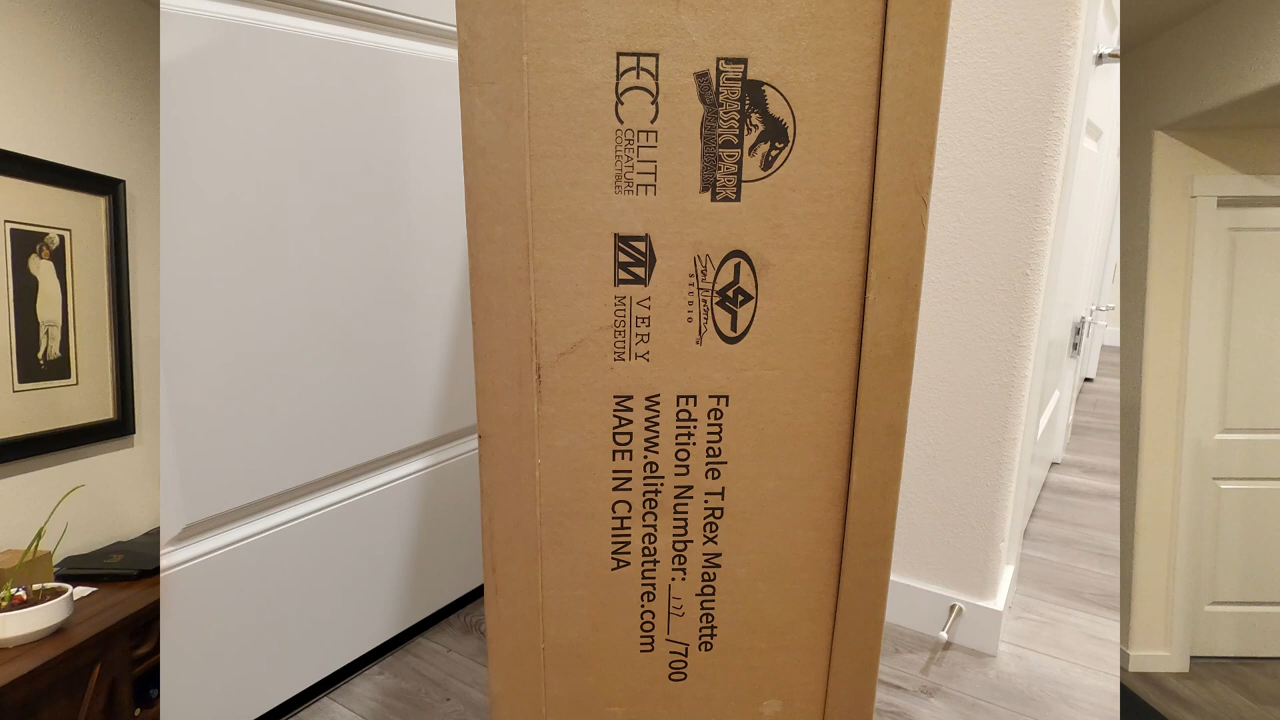 JURASSIC PARK
30TH ANNIVERSARY
ECC ELITE
CREATURE
COLLECTIBLES
STUDIO
VERY
MUSEUM
Female T.Rex Maquette
Edition Number: 177 /700
www.elitecreature.com
MADE IN CHINA